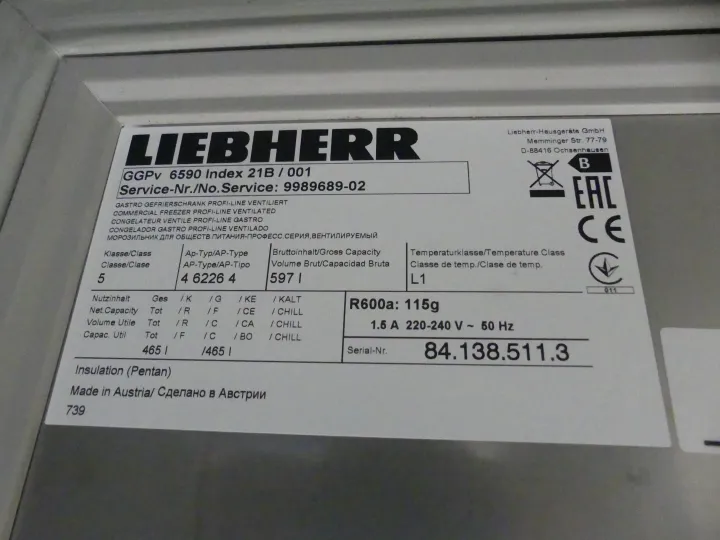 LIEBHERR
Liebherr-Hausgeräte GmbH
Memminger Str. 77-79
D-88416 Ochsenhausen
GGPv 6590 Index 21B / 001
Service-Nr./No.Service: 9989689-02
B
EAC
CE
011
GASTRO GEFRIERSCHRANK PROFI-LINE VENTILIERT
COMMERCIAL FREEZER PROFI-LINE VENTILATED
CONGELATEUR VENTILE PROFI-LINE GASTRO
CONGELADOR GASTRO PROFI-LINE VENTILADO
МОРОЗИЛЬНИК ДЛЯ ОБЩЕСТВ.ПИТАНИЯ-ПРОФЕСС.СЕРИЯ,ВЕНТИЛИРУЕМЫЙ
Klasse/Class Ap-Typ/AP-Type Bruttoinhalt/Gross Capacity Temperaturklasse/Temperature Class
Classe/Clase AP-Type/AP-Tipo Volume Brut/Capacidad Bruta Classe de temp./Clase de temp.
5 4 6226 4 597 l L1
Nutzinhalt Ges / K / G / KE / KALT
Net.Capacity Tot / R / F / CE / CHILL
Volume Utile Tot / R / C / CA / CHILL
Capac. Util Tot / F / C / BO / CHILL
465 l /465 l
R600a: 115g
1.5 A 220-240 V ~ 50 Hz
Serial-Nr. 84.138.511.3
Insulation (Pentan)
Made in Austria/ Сделано в Австрии
739